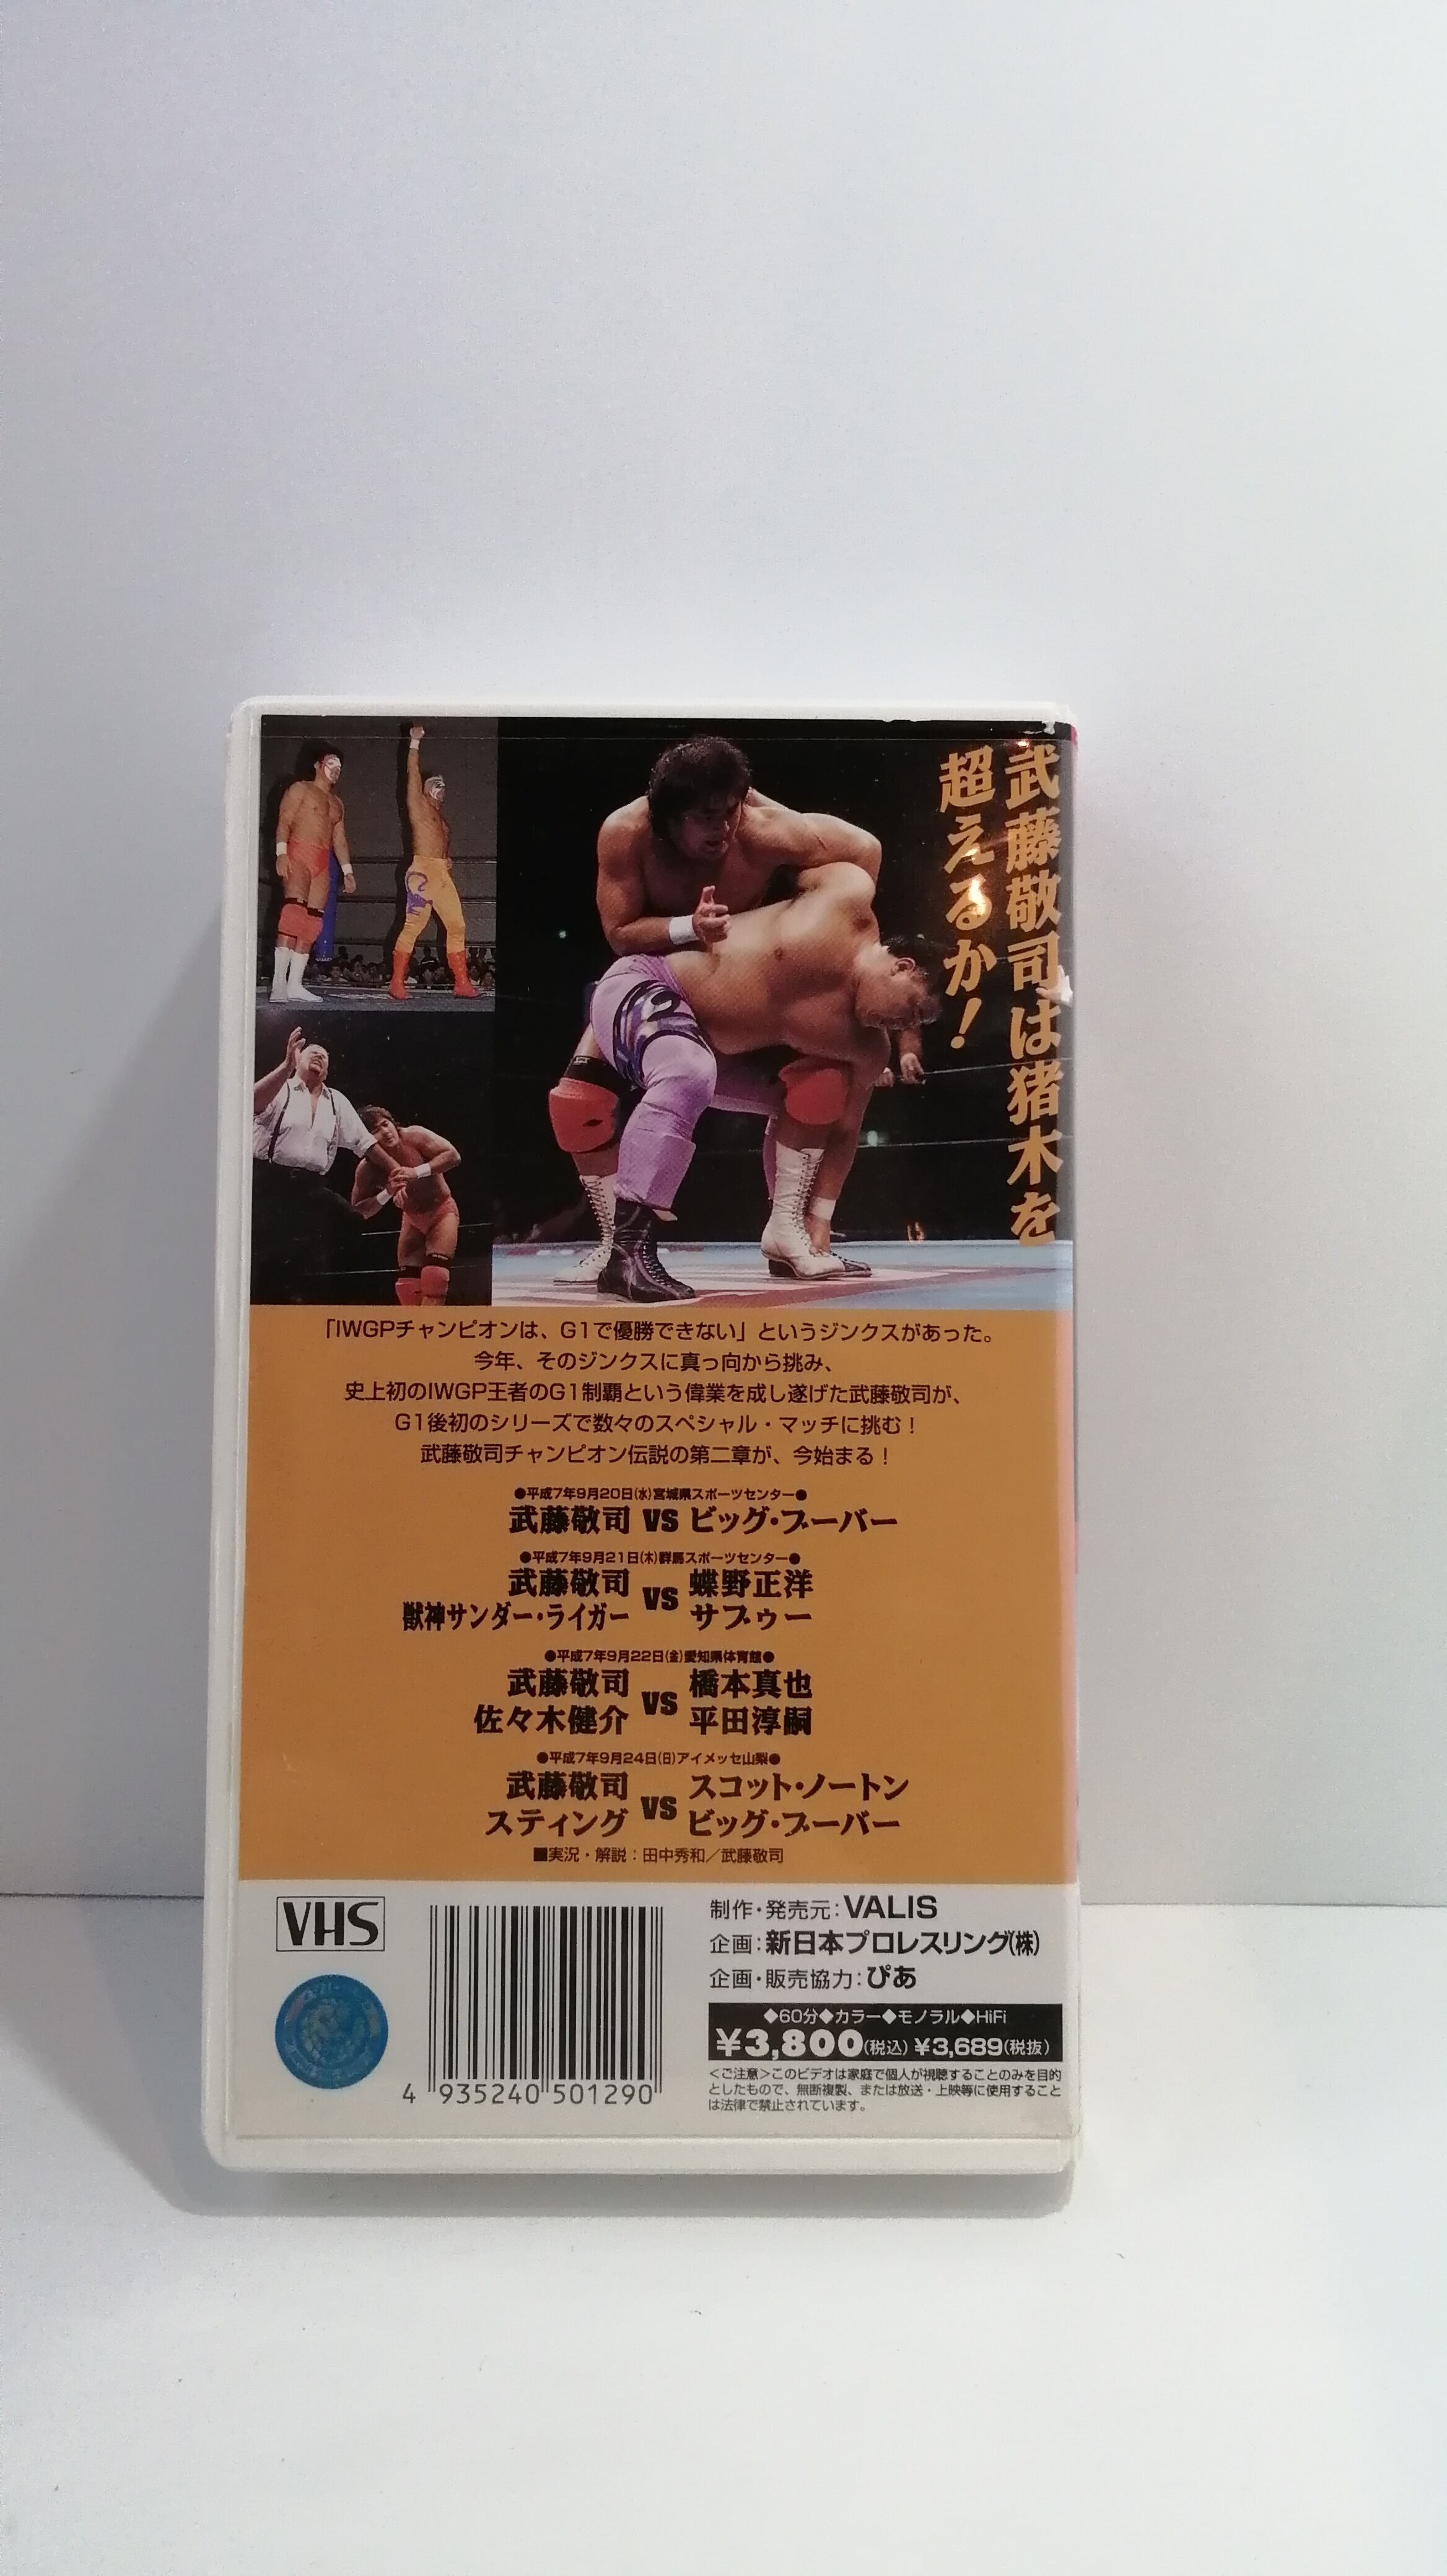 武藤敬司は猪木を
超えるか!
「IWGPチャンピオンは、G1で優勝できない」というジンクスがあった。
今年、そのジンクスに真っ向から挑み、
史上初のIWGP王者のG1制覇という偉業を成し遂げた武藤敬司が、
G1後初のシリーズで数々のスペシャル・マッチに挑む!
武藤敬司チャンピオン伝説の第二章が、今始まる!
●平成7年9月20日(水)宮城県スポーツセンター●
武藤敬司 VS ビッグ・ブーバー
●平成7年9月21日(木)群馬スポーツセンター●
武藤敬司
獣神サンダー・ライガー
VS
蝶野正洋
サブゥー
●平成7年9月22日(金)愛知県体育館●
武藤敬司
佐々木健介
VS
橋本真也
平田淳嗣
●平成7年9月24日(日)アイメッセ山梨●
武藤敬司
スティング
VS
スコット・ノートン
ビッグ・ブーバー
■実況・解説:田中秀和/武藤敬司
VHS
4 935240 501290
制作・発売元:VALIS
企画:新日本プロレスリング(株)
企画・販売協力:ぴあ
◆60分◆カラー◆モノラル◆HiFi
¥3,800(税込) ¥3,689(税抜)
<ご注意>このビデオは家庭で個人が視聴することのみを目的
としたもので、無断複製、または放送・上映等に使用すること
は法律で禁止されています。